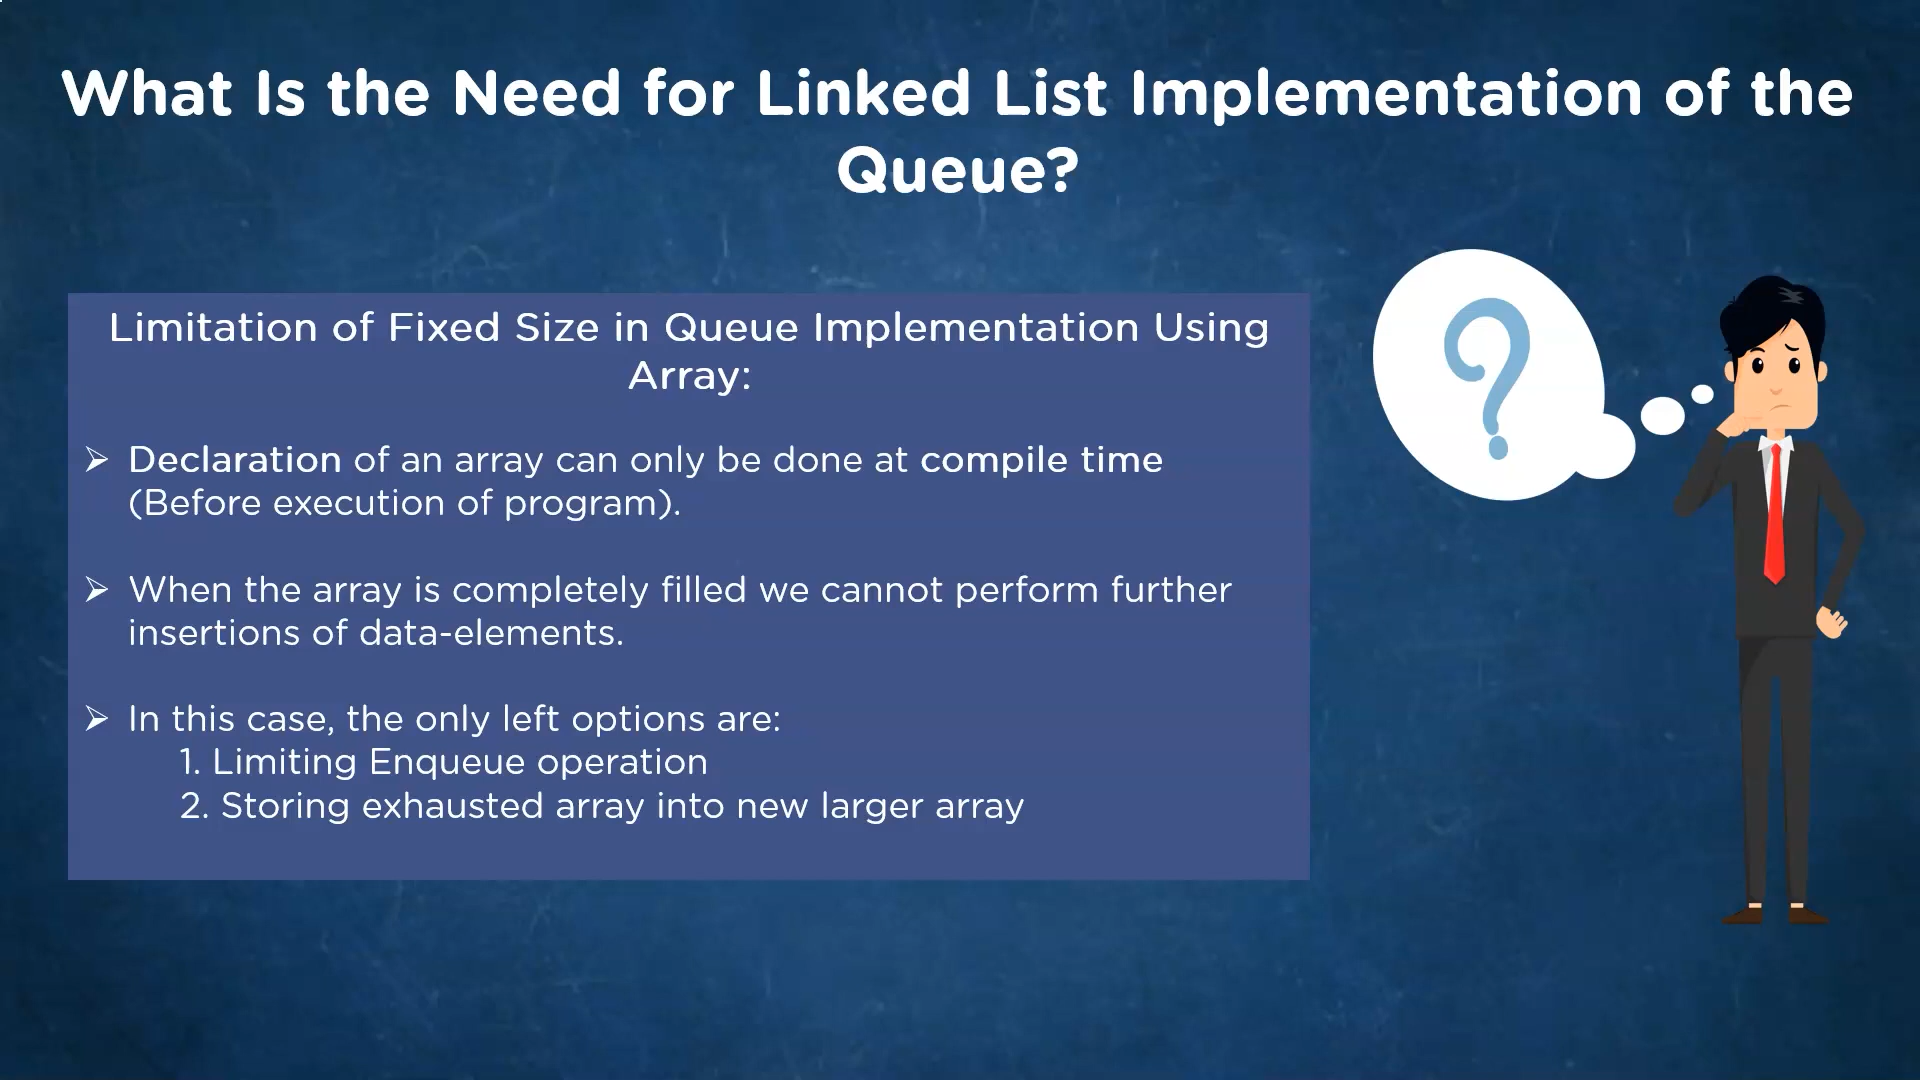 What Is the Need for Linked List Implementation of the
Queue?
Limitation of Fixed Size in Queue Implementation Using
Array:
➢ Declaration of an array can only be done at compile time
(Before execution of program).
➢ When the array is completely filled we cannot perform further
insertions of data-elements.
➢ In this case, the only left options are:
1. Limiting Enqueue operation
2. Storing exhausted array into new larger array
?